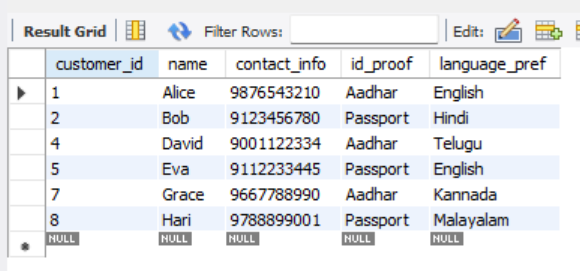 Result Grid Filter Rows: Edit:
customer_id name contact_info id_proof language_pref
1 Alice 9876543210 Aadhar English
2 Bob 9123456780 Passport Hindi
4 David 9001122334 Aadhar Telugu
5 Eva 9112233445 Passport English
7 Grace 9667788990 Aadhar Kannada
8 Hari 9788899001 Passport Malayalam
NULL NULL NULL NULL NULL